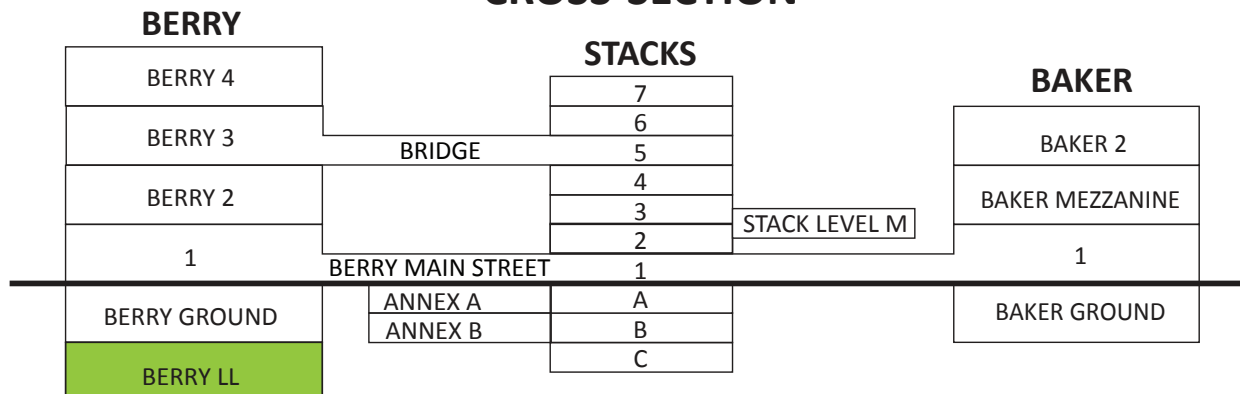 BERRY
BERRY 4
BERRY 3
BERRY 2
1
BERRY GROUND
BERRY LL
BRIDGE
BERRY MAIN STREET
ANNEX A
ANNEX B
STACKS
7
6
5
4
3
2
1
A
B
C
STACK LEVEL M
BAKER
BAKER 2
BAKER MEZZANINE
1
BAKER GROUND